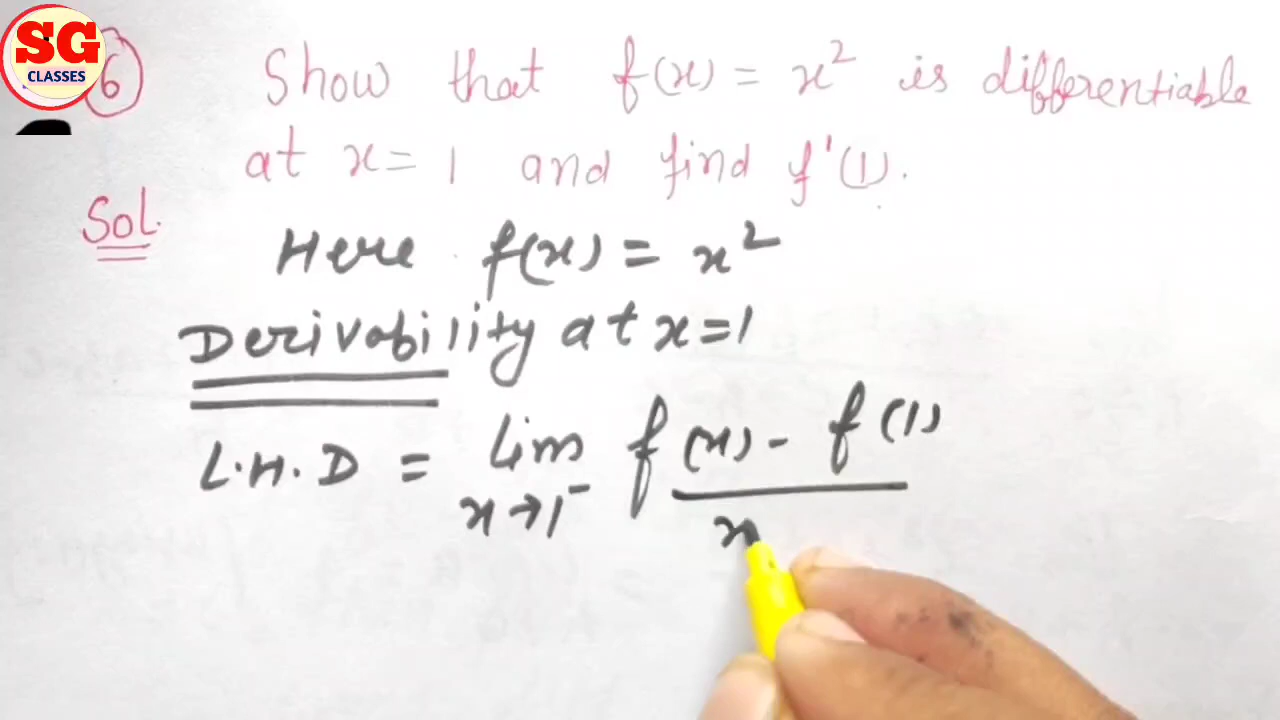 SG
CLASSES
6 Show that f(x) = x² is differentiable
at x = 1 and find f'(1).
Sol.
Here f(x) = x²
Derivability at x=1
L.H.D = Lim f(x) - f(1)
x→1⁻ x